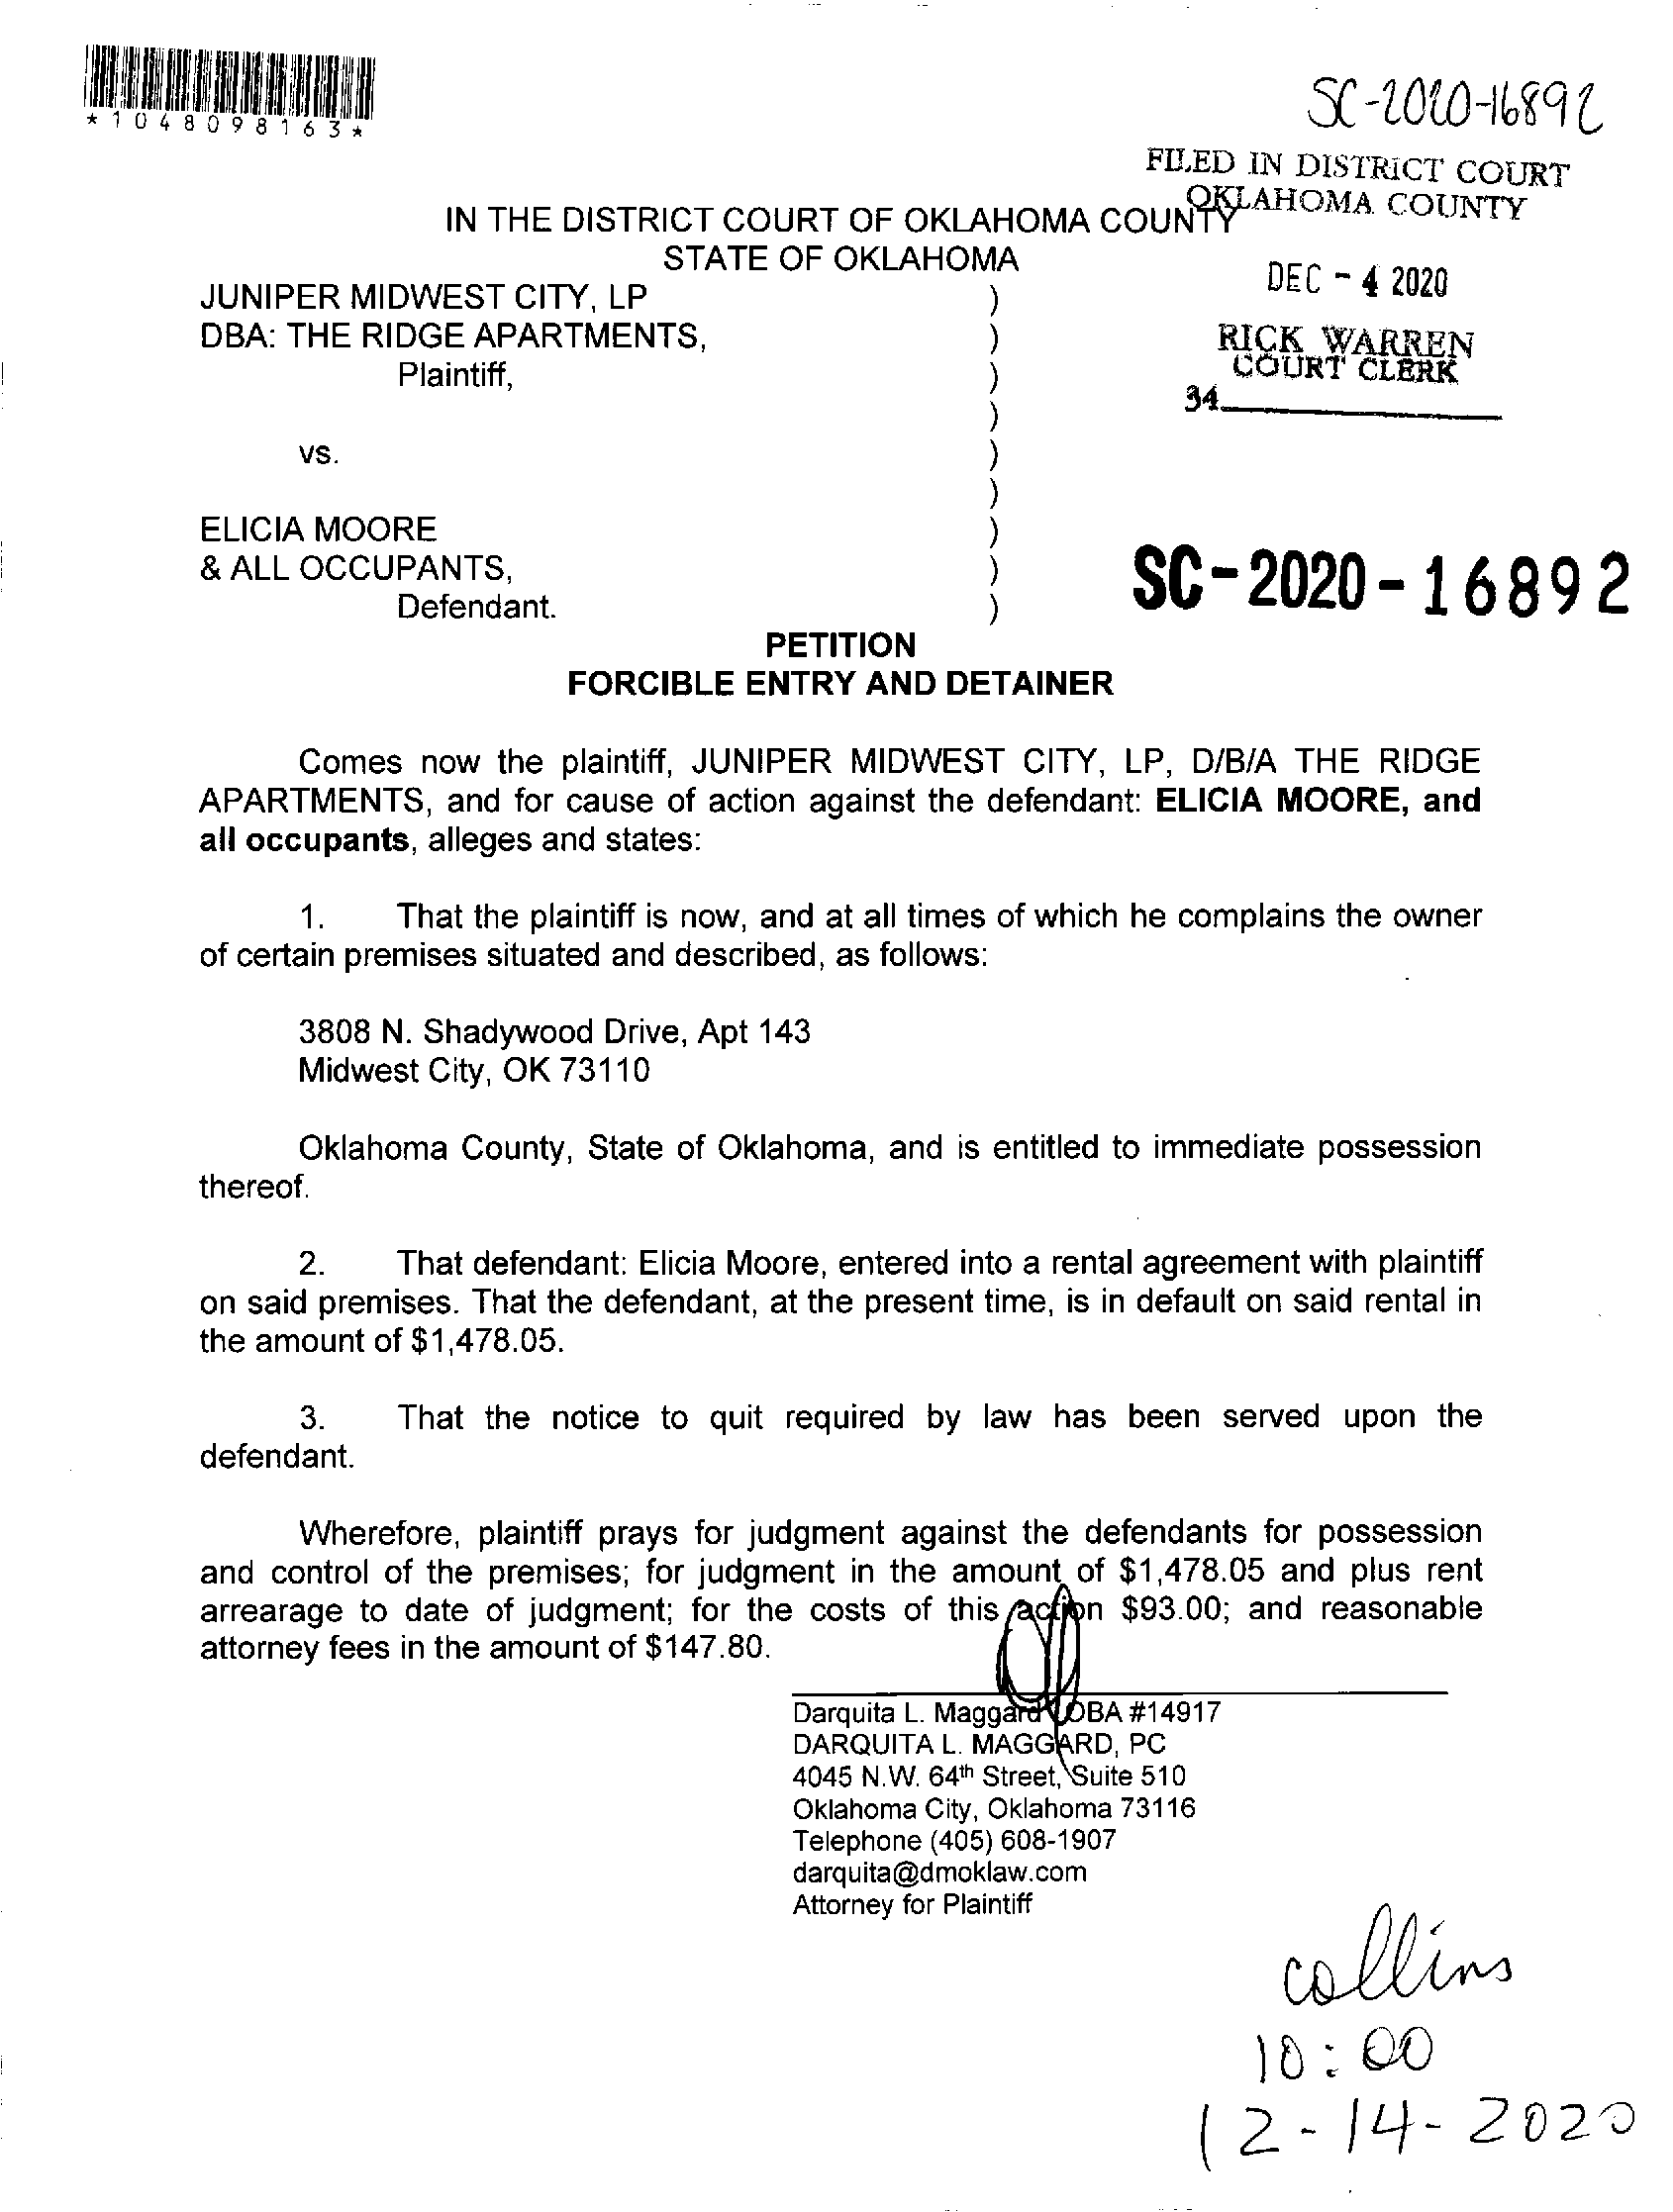 *1048098163*
SC-2020-16892
FILED IN DISTRICT COURT
OKLAHOMA COUNTY
IN THE DISTRICT COURT OF OKLAHOMA COUNTY
STATE OF OKLAHOMA
DEC - 4 2020
JUNIPER MIDWEST CITY, LP )
DBA: THE RIDGE APARTMENTS, )
RICK WARREN
COURT CLERK
Plaintiff, )
34
)
vs. )
)
ELICIA MOORE )
& ALL OCCUPANTS, )
SC-2020-16892
Defendant. )
PETITION
FORCIBLE ENTRY AND DETAINER
Comes now the plaintiff, JUNIPER MIDWEST CITY, LP, D/B/A THE RIDGE
APARTMENTS, and for cause of action against the defendant: ELICIA MOORE, and
all occupants, alleges and states:
1. That the plaintiff is now, and at all times of which he complains the owner
of certain premises situated and described, as follows:
3808 N. Shadywood Drive, Apt 143
Midwest City, OK 73110
Oklahoma County, State of Oklahoma, and is entitled to immediate possession
thereof.
2. That defendant: Elicia Moore, entered into a rental agreement with plaintiff
on said premises. That the defendant, at the present time, is in default on said rental in
the amount of $1,478.05.
3. That the notice to quit required by law has been served upon the
defendant.
Wherefore, plaintiff prays for judgment against the defendants for possession
and control of the premises; for judgment in the amount of $1,478.05 and plus rent
arrearage to date of judgment; for the costs of this action $93.00; and reasonable
attorney fees in the amount of $147.80.
Darquita L. Maggard OBA #14917
DARQUITA L. MAGGARD, PC
4045 N.W. 64th Street, Suite 510
Oklahoma City, Oklahoma 73116
Telephone (405) 608-1907
darquita@dmoklaw.com
Attorney for Plaintiff
collins
10:00
12-14-2020